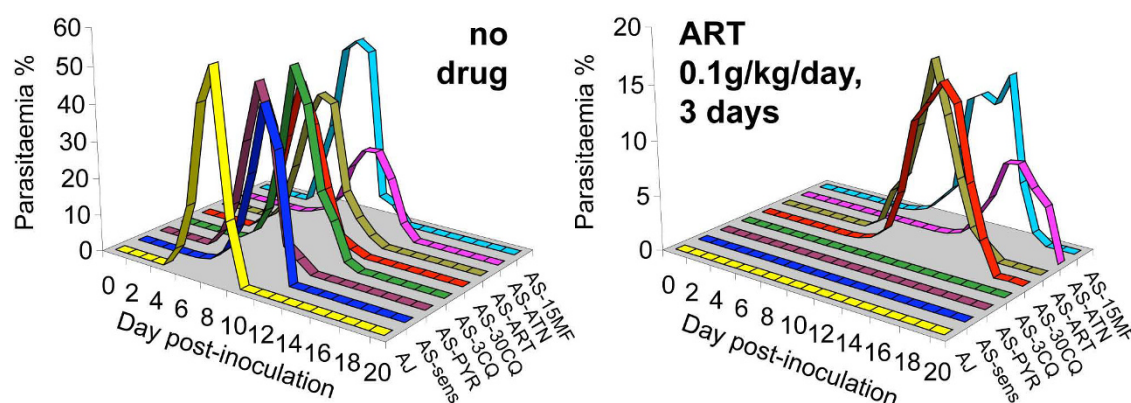 60
50
40
30
20
10
0
Parasitaemia %
no
drug
0 2 4 6 8 10 12 14 16 18 20
Day post-inoculation
AJ
AS-sens
AS-PYR
AS-3CQ
AS-30CQ
AS-ART
AS-ATN
AS-15MF
20
15
10
5
0
Parasitaemia %
ART
0.1g/kg/day,
3 days
0 2 4 6 8 10 12 14 16 18 20
Day post-inoculation
AJ
AS-sens
AS-PYR
AS-3CQ
AS-30CQ
AS-ART
AS-ATN
AS-15MF